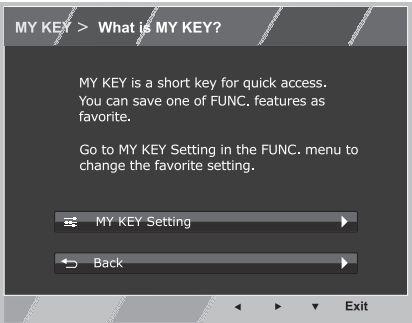 MY KEY > What is MY KEY?
MY KEY is a short key for quick access.
You can save one of FUNC. features as
favorite.
Go to MY KEY Setting in the FUNC. menu to
change the favorite setting.
MY KEY Setting
Back
Exit